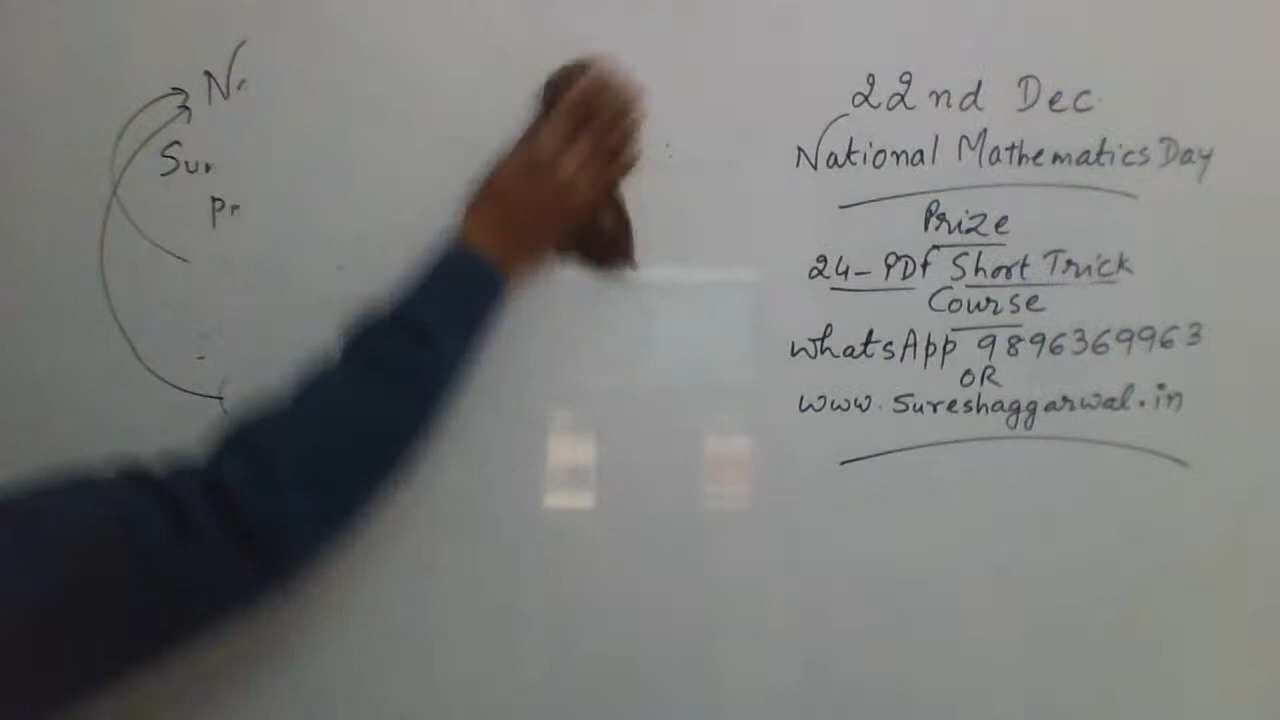 22nd Dec
National Mathematics Day
Prize
24-PDf Short Trick
Course
WhatsApp 9896369963
OR
www.sureshaggarwal.in